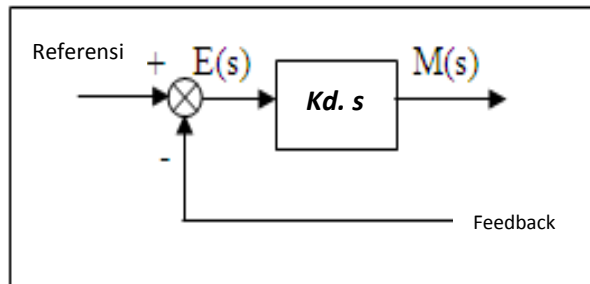 Referensi
+ E(s)
Kd. s
M(s)
-
Feedback